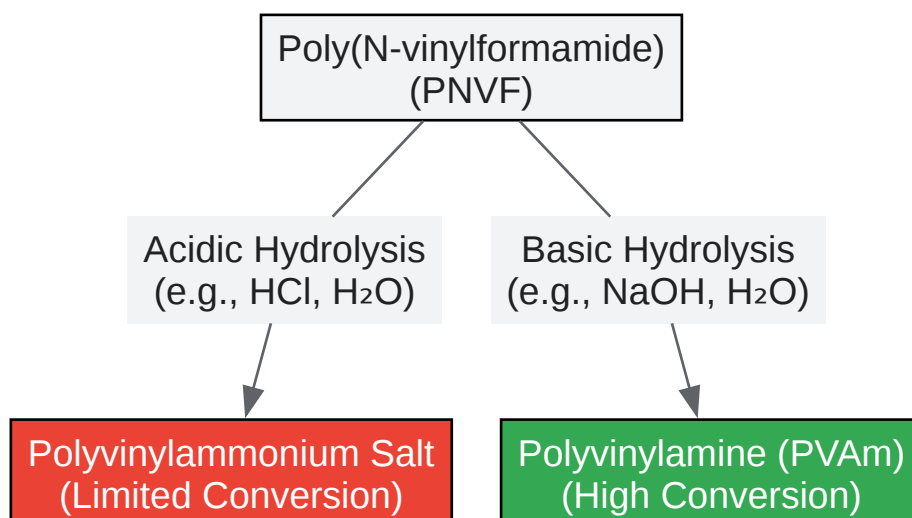 Poly(N-vinylformamide)
(PNVF)
Acidic Hydrolysis
(e.g., HCl, H₂O)
Basic Hydrolysis
(e.g., NaOH, H₂O)
Polyvinylammonium Salt
(Limited Conversion)
Polyvinylamine (PVAm)
(High Conversion)